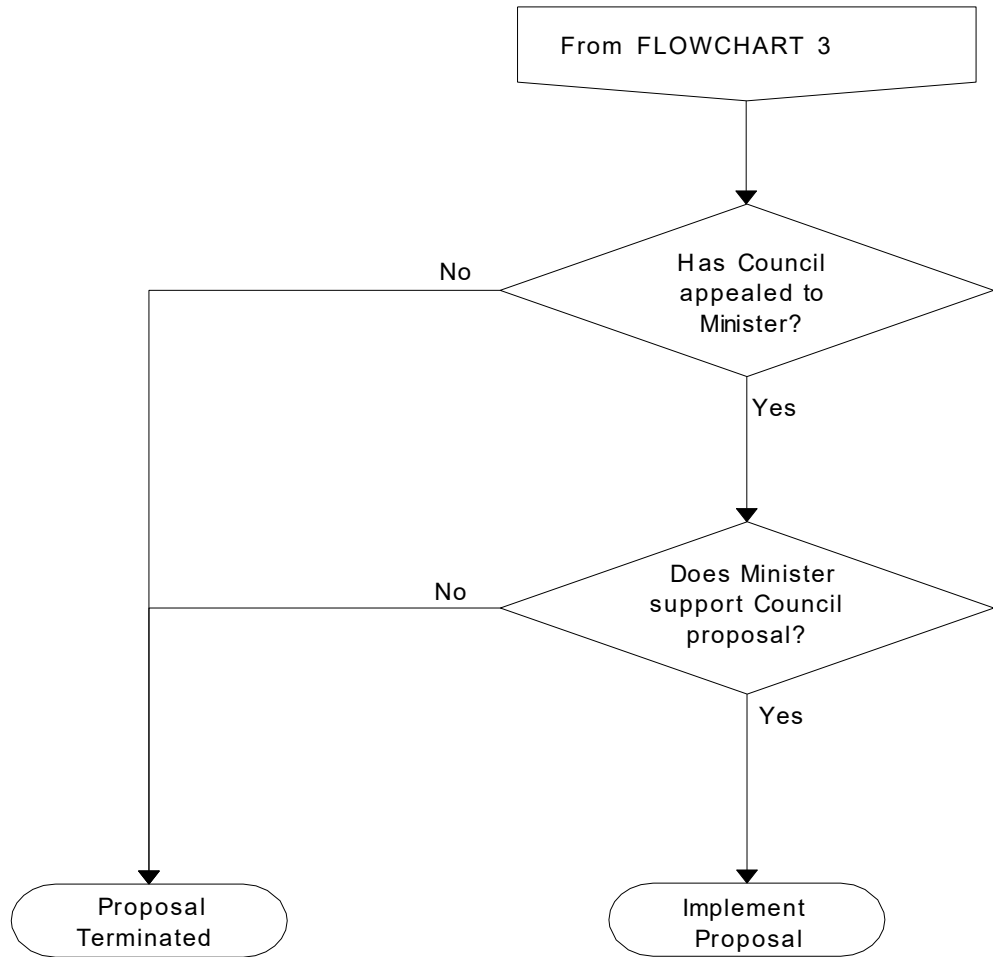 From FLOWCHART 3
No
Has Council
appealed to
Minister?
Yes
No
Does Minister
support Council
proposal?
Yes
Proposal
Terminated
Implement
Proposal